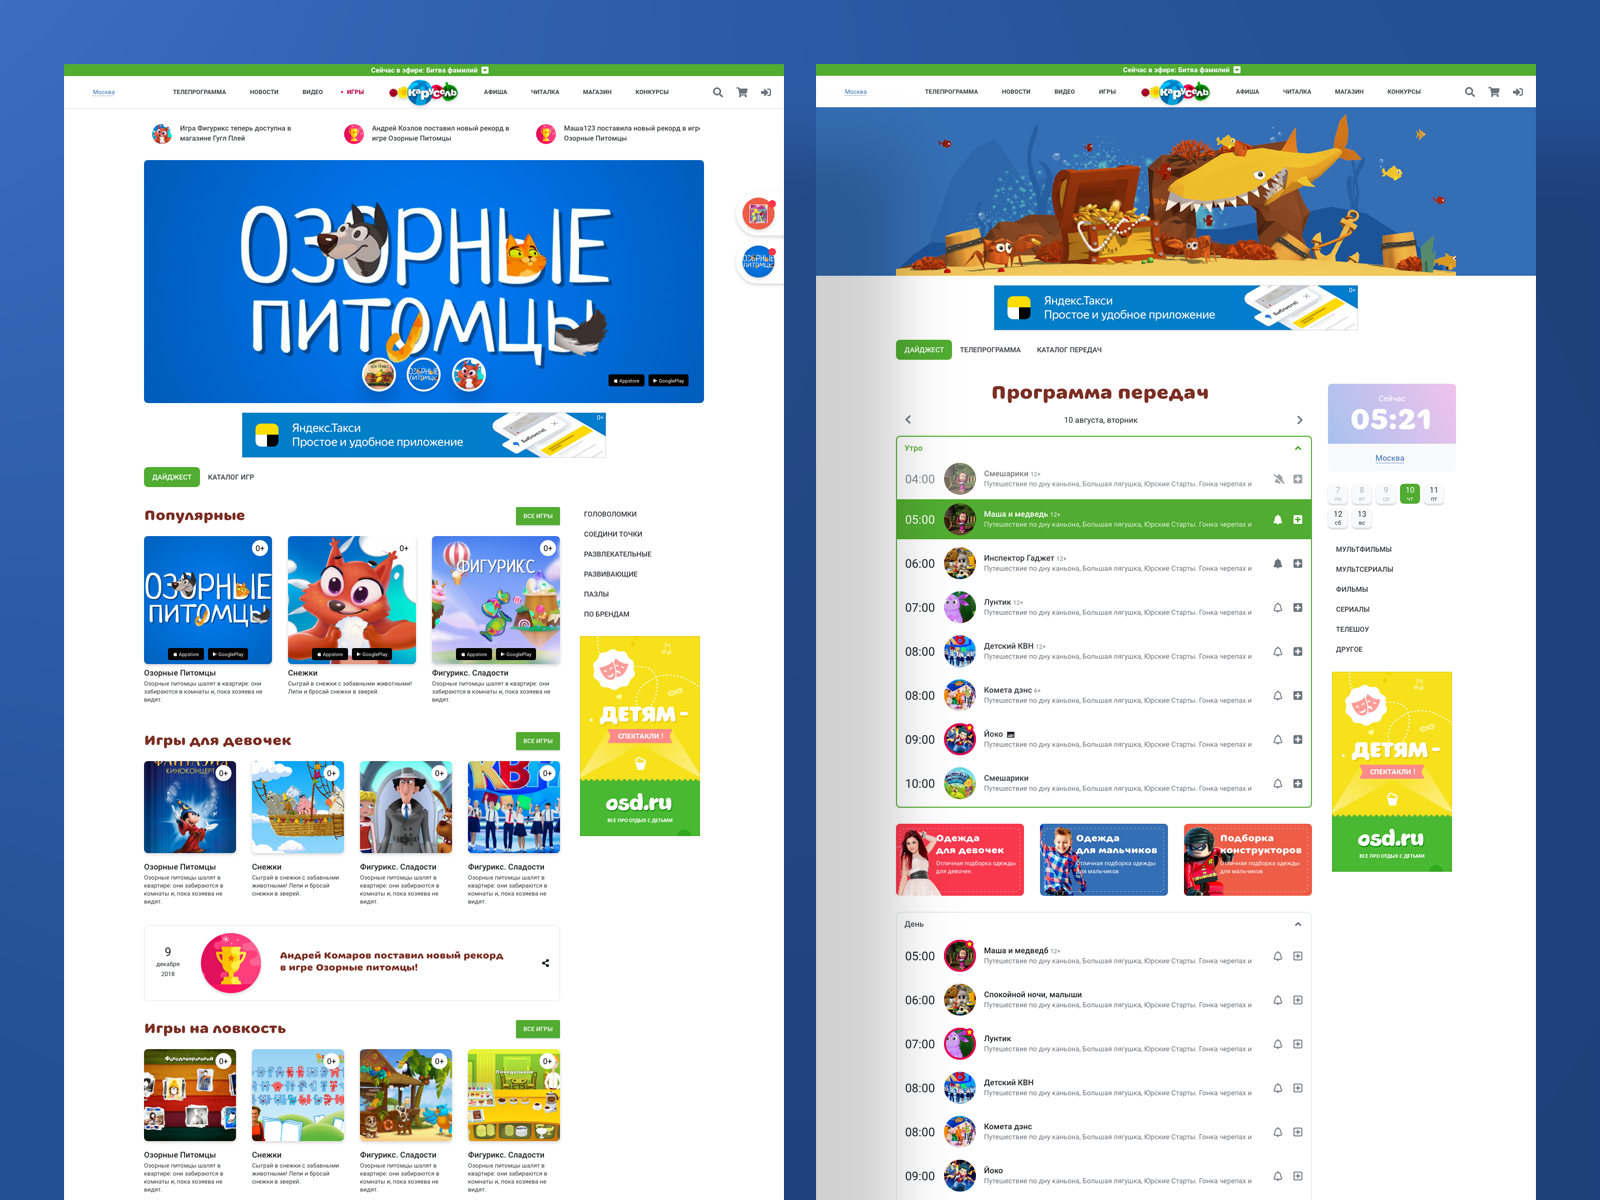 Сейчас в эфире: Битва фамилий
Москва
ТЕЛЕПРОГРАММА
НОВОСТИ
ВИДЕО
ИГРЫ
Карусель
АФИША
ЧИТАЛКА
МАГАЗИН
КОНКУРСЫ
Игра Фигурикс теперь доступна в
магазине Гугл Плей
Андрей Козлов поставил новый рекорд в
игре Озорные Питомцы
Маша123 поставила новый рекорд в игре
Озорные Питомцы
ОЗОРНЫЕ
ПИТОМЦЫ
Appstore
GooglePlay
Яндекс.Такси
Простое и удобное приложение
0+
ДАЙДЖЕСТ
КАТАЛОГ ИГР
Популярные
ВСЕ ИГРЫ
0+
ОЗОРНЫЕ
ПИТОМЦЫ
Appstore
GooglePlay
0+
Appstore
GooglePlay
0+
ФИГУРИКС
Appstore
GooglePlay
Озорные Питомцы
Озорные питомцы шалят в квартире: они
забираются в комнаты и, пока хозяева не
видят.
Снежки
Сыграй в снежки с забавными животными!
Лепи и бросай снежки в зверей.
Фигурикс. Сладости
Озорные питомцы шалят в квартире: они
забираются в комнаты и, пока хозяева не
видят.
ГОЛОВОЛОМКИ
СОЕДИНИ ТОЧКИ
РАЗВЛЕКАТЕЛЬНЫЕ
РАЗВИВАЮЩИЕ
ПАЗЛЫ
ПО БРЕНДАМ
ДЕТЯМ -
СПЕКТАКЛИ !
osd.ru
ВСЕ ПРО ОТДЫХ С ДЕТЬМИ
Игры для девочек
ВСЕ ИГРЫ
КИНОКОНЦЕРТ
0+
0+
0+
КВН
0+
Озорные Питомцы
Озорные питомцы шалят в
квартире: они забираются в
комнаты и, пока хозяева не
видят.
Снежки
Сыграй в снежки с забавными
животными! Лепи и бросай
снежки в зверей.
Фигурикс. Сладости
Озорные питомцы шалят в
квартире: они забираются в
комнаты и, пока хозяева не
видят.
Фигурикс. Сладости
Озорные питомцы шалят в
квартире: они забираются в
комнаты и, пока хозяева не
видят.
9
декабря
2018
Андрей Комаров поставил новый рекорд
в игре Озорные питомцы!
Игры на ловкость
ВСЕ ИГРЫ
0+
0+
0+
Понедельник
0+
Озорные Питомцы
Озорные питомцы шалят в
квартире: они забираются в
комнаты и, пока хозяева не
видят.
Снежки
Сыграй в снежки с забавными
животными! Лепи и бросай
снежки в зверей.
Фигурикс. Сладости
Озорные питомцы шалят в
квартире: они забираются в
комнаты и, пока хозяева не
видят.
Фигурикс. Сладости
Озорные питомцы шалят в
квартире: они забираются в
комнаты и, пока хозяева не
видят.
Сейчас в эфире: Битва фамилий
Москва
ТЕЛЕПРОГРАММА
НОВОСТИ
ВИДЕО
ИГРЫ
Карусель
АФИША
ЧИТАЛКА
МАГАЗИН
КОНКУРСЫ
Яндекс.Такси
Простое и удобное приложение
0+
ДАЙДЖЕСТ
ТЕЛЕПРОГРАММА
КАТАЛОГ ПЕРЕДАЧ
Программа передач
10 августа, вторник
Утро
04:00
Смешарики 12+
Путешествие по дну каньона, Большая лягушка, Юрские Старты. Гонка черепах и
05:00
Маша и медведь 12+
Путешествие по дну каньона, Большая лягушка, Юрские Старты. Гонка черепах и
06:00
Инспектор Гаджет 12+
Путешествие по дну каньона, Большая лягушка, Юрские Старты. Гонка черепах и
07:00
Лунтик 12+
Путешествие по дну каньона, Большая лягушка, Юрские Старты. Гонка черепах и
08:00
Детский КВН 12+
Путешествие по дну каньона, Большая лягушка, Юрские Старты. Гонка черепах и
08:00
Комета дэнс 6+
Путешествие по дну каньона, Большая лягушка, Юрские Старты. Гонка черепах и
09:00
Йоко
Путешествие по дну каньона, Большая лягушка, Юрские Старты. Гонка черепах и
10:00
Смешарики
Путешествие по дну каньона, Большая лягушка, Юрские Старты. Гонка черепах и
Сейчас
05:21
Москва
7 пн
8 вт
9 ср
10 чт
11 пт
12 сб
13 вс
МУЛЬТФИЛЬМЫ
МУЛЬТСЕРИАЛЫ
ФИЛЬМЫ
СЕРИАЛЫ
ТЕЛЕШОУ
ДРУГОЕ
ДЕТЯМ -
СПЕКТАКЛИ !
osd.ru
ВСЕ ПРО ОТДЫХ С ДЕТЬМИ
Одежда
для девочек
Отличная подборка одежды
для девочек
Одежда
для мальчиков
Отличная подборка одежды
для мальчиков
Подборка
конструкторов
Отличная подборка одежды
для мальчиков
День
05:00
Маша и медведб 12+
Путешествие по дну каньона, Большая лягушка, Юрские Старты. Гонка черепах и
06:00
Спокойной ночи, малыши
Путешествие по дну каньона, Большая лягушка, Юрские Старты. Гонка черепах и
07:00
Лунтик
Путешествие по дну каньона, Большая лягушка, Юрские Старты. Гонка черепах и
08:00
Детский КВН
Путешествие по дну каньона, Большая лягушка, Юрские Старты. Гонка черепах и
08:00
Комета дэнс
Путешествие по дну каньона, Большая лягушка, Юрские Старты. Гонка черепах и
09:00
Йоко
Путешествие по дну каньона, Большая лягушка, Юрские Старты. Гонка черепах и